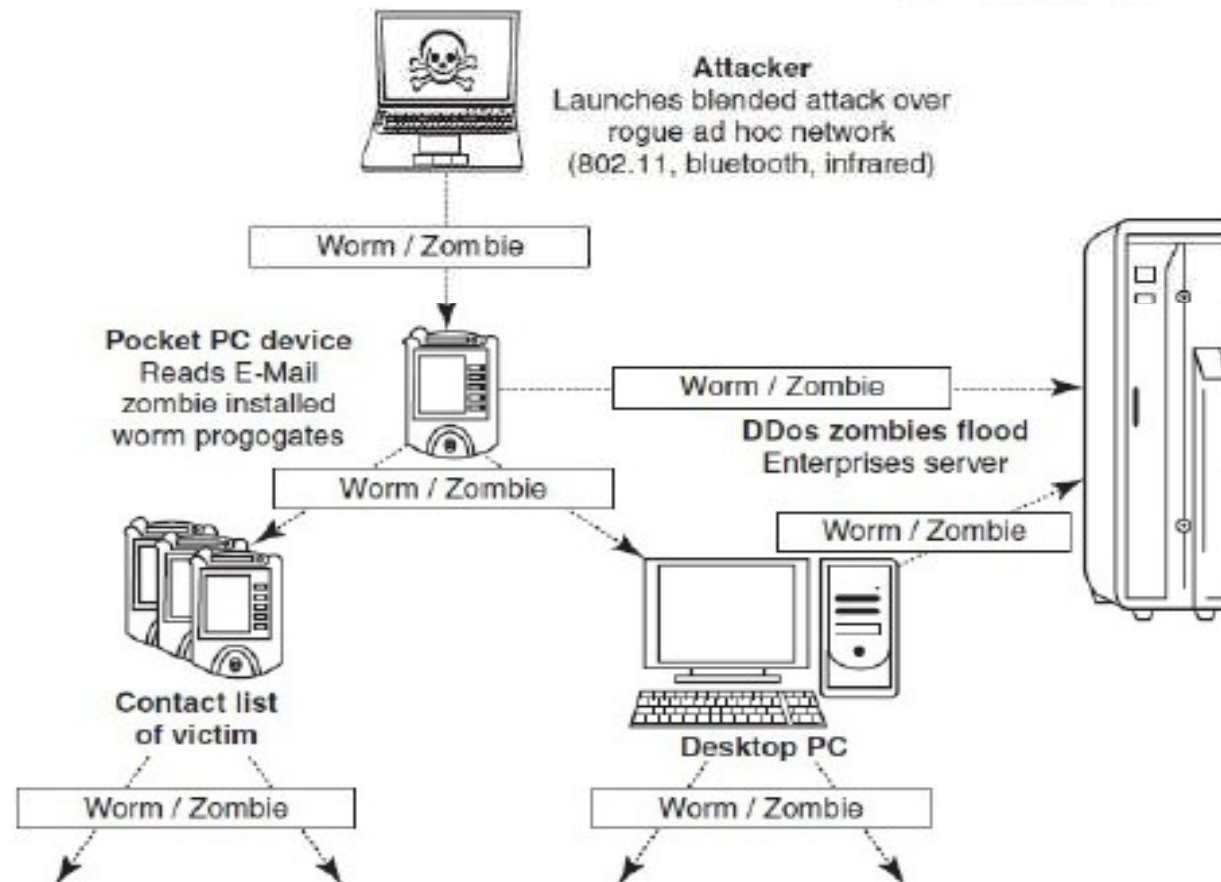 Attacker
Launches blended attack over
rogue ad hoc network
(802.11, bluetooth, infrared)
Worm / Zombie
Pocket PC device
Reads E-Mail
zombie installed
worm progogates
Worm / Zombie
DDos zombies flood
Enterprises server
Worm / Zombie
Worm / Zombie
Contact list
of victim
Desktop PC
Worm / Zombie
Worm / Zombie